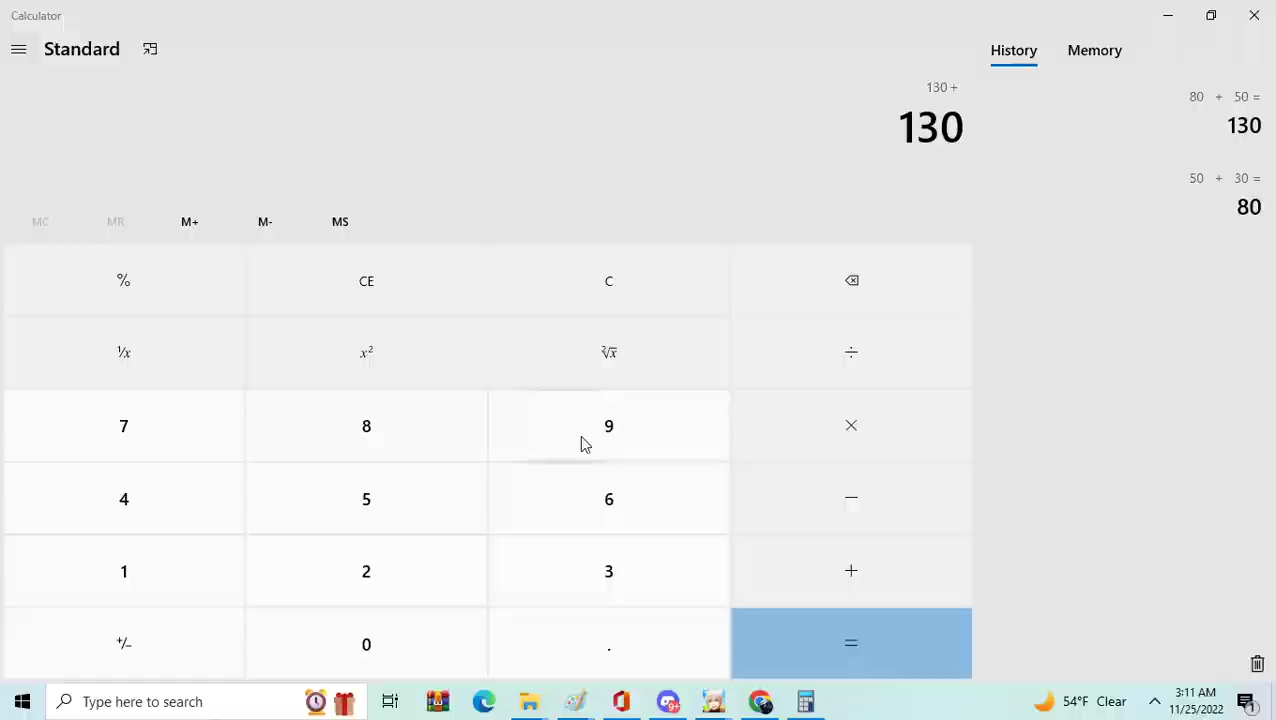 Calculator
Standard
History Memory
130 +
130
80 + 50 =
130
50 + 30 =
80
MC MR M+ M- MS
% CE C
1/x x² ²√x ÷
7 8 9 ×
4 5 6 −
1 2 3 +
+/− 0 . =
Type here to search
9+
54°F Clear
3:11 AM
11/25/2022
1